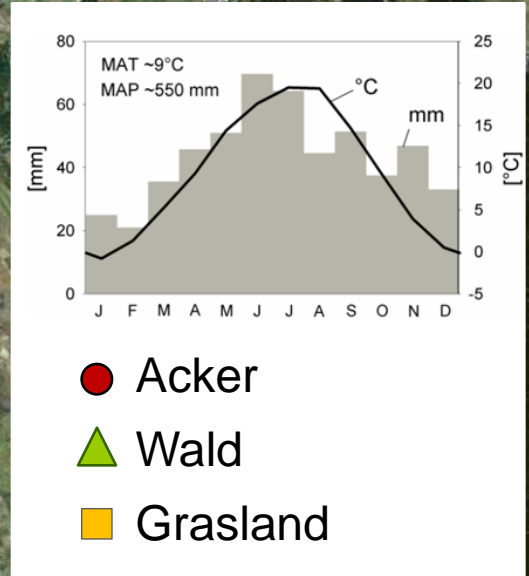 MAT ~9°C
MAP ~550 mm
°C
mm
[mm]
[°C]
80
60
40
20
0
25
20
15
10
5
0
-5
J F M A M J J A S O N D
Acker
Wald
Grasland